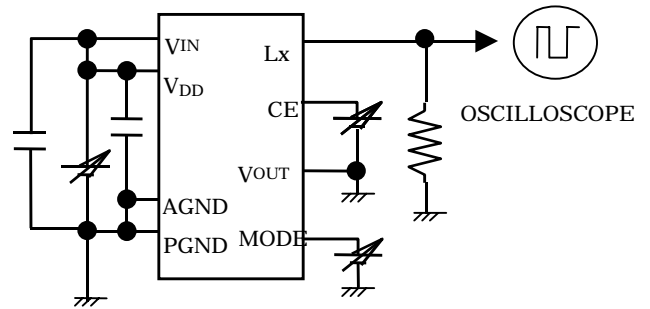 VIN
Lx
VDD
CE
OSCILLOSCOPE
VOUT
AGND
PGND
MODE